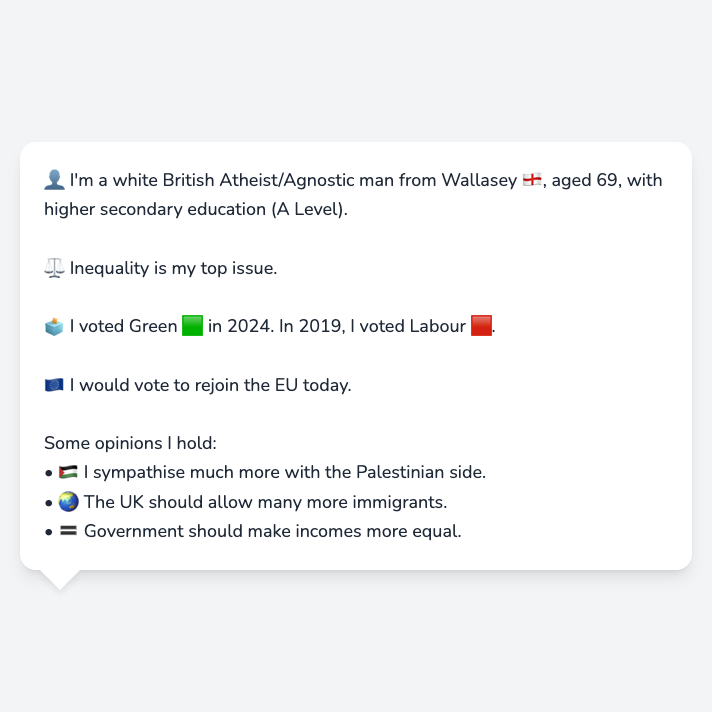 👤 I'm a white British Atheist/Agnostic man from Wallasey 🏴󠁧󠁢󠁥󠁮󠁧󠁿, aged 69, with
higher secondary education (A Level).
⚖️ Inequality is my top issue.
🗳️ I voted Green 🟩 in 2024. In 2019, I voted Labour 🟥.
🇪🇺 I would vote to rejoin the EU today.
Some opinions I hold:
• 🇵🇸 I sympathise much more with the Palestinian side.
• 🌏 The UK should allow many more immigrants.
• 🟰 Government should make incomes more equal.